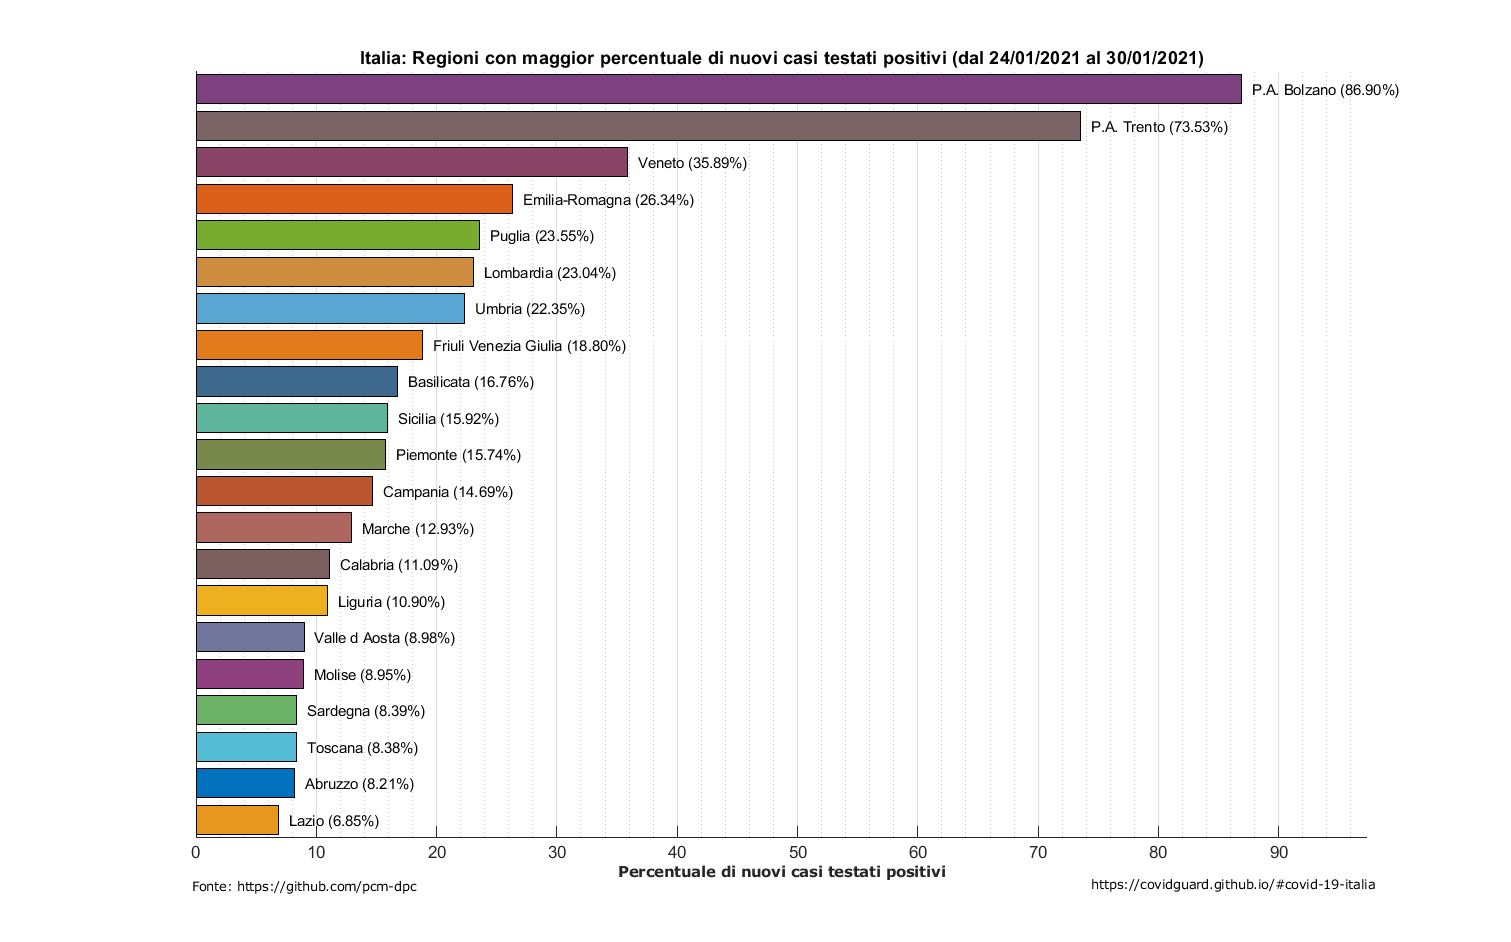 Italia: Regioni con maggior percentuale di nuovi casi testati positivi (dal 24/01/2021 al 30/01/2021)
P.A. Bolzano (86.90%)
P.A. Trento (73.53%)
Veneto (35.89%)
Emilia-Romagna (26.34%)
Puglia (23.55%)
Lombardia (23.04%)
Umbria (22.35%)
Friuli Venezia Giulia (18.80%)
Basilicata (16.76%)
Sicilia (15.92%)
Piemonte (15.74%)
Campania (14.69%)
Marche (12.93%)
Calabria (11.09%)
Liguria (10.90%)
Valle d Aosta (8.98%)
Molise (8.95%)
Sardegna (8.39%)
Toscana (8.38%)
Abruzzo (8.21%)
Lazio (6.85%)
0 10 20 30 40 50 60 70 80 90
Percentuale di nuovi casi testati positivi
Fonte: https://github.com/pcm-dpc
https://covidguard.github.io/#covid-19-italia